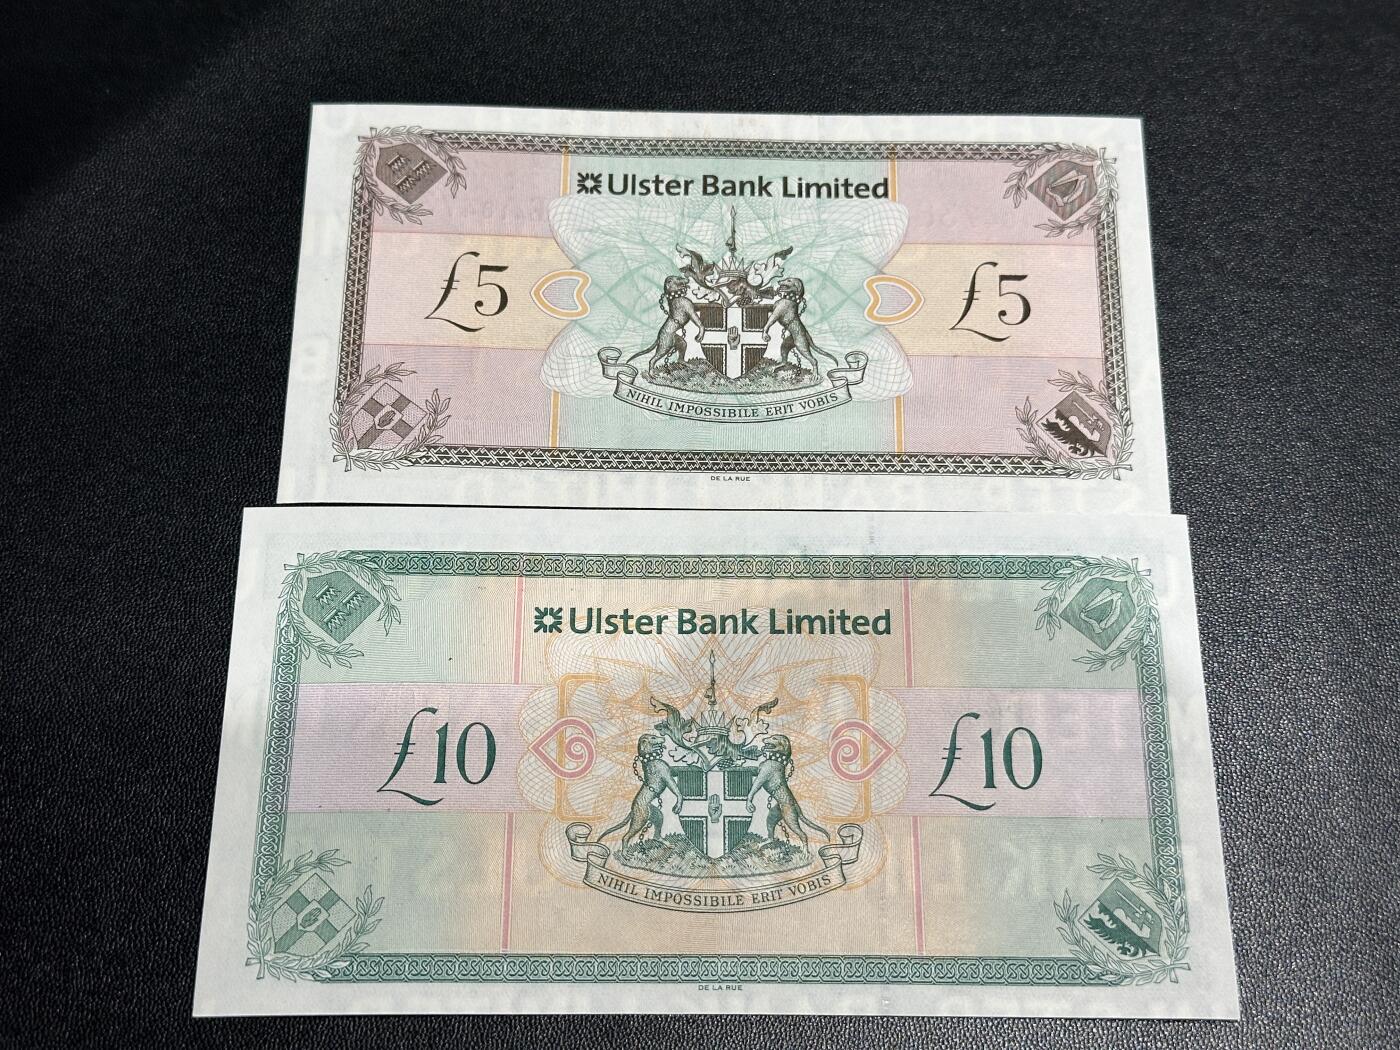 Ulster Bank Limited
£5 £5
NIHIL IMPOSSIBILE ERIT VOBIS
DE LA RUE
Ulster Bank Limited
£10 £10
NIHIL IMPOSSIBILE ERIT VOBIS
DE LA RUE